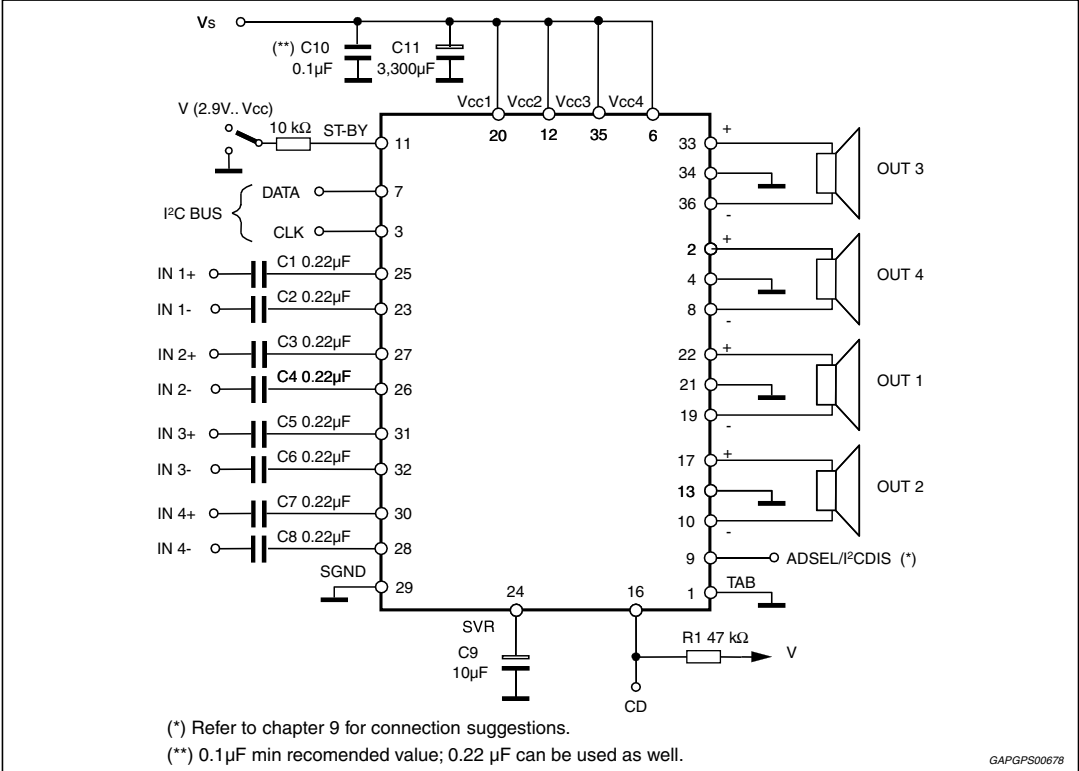 Vs
(**) C10
0.1µF
C11
3,300µF
Vcc1 Vcc2 Vcc3 Vcc4
20 12 35 6
V (2.9V.. Vcc)
10 kΩ
ST-BY
11
I²C BUS
DATA
7
CLK
3
IN 1+
C1 0.22µF
25
IN 1-
C2 0.22µF
23
IN 2+
C3 0.22µF
27
IN 2-
C4 0.22µF
26
IN 3+
C5 0.22µF
31
IN 3-
C6 0.22µF
32
IN 4+
C7 0.22µF
30
IN 4-
C8 0.22µF
28
SGND
29
33
+
34
36
-
OUT 3
2
+
4
8
-
OUT 4
22
+
21
19
-
OUT 1
17
+
13
10
-
OUT 2
9
ADSEL/I²CDIS (*)
1
TAB
24
SVR
C9
10µF
16
R1 47 kΩ
V
CD
(*) Refer to chapter 9 for connection suggestions.
(**) 0.1µF min recomended value; 0.22 µF can be used as well.
GAPGPS00678